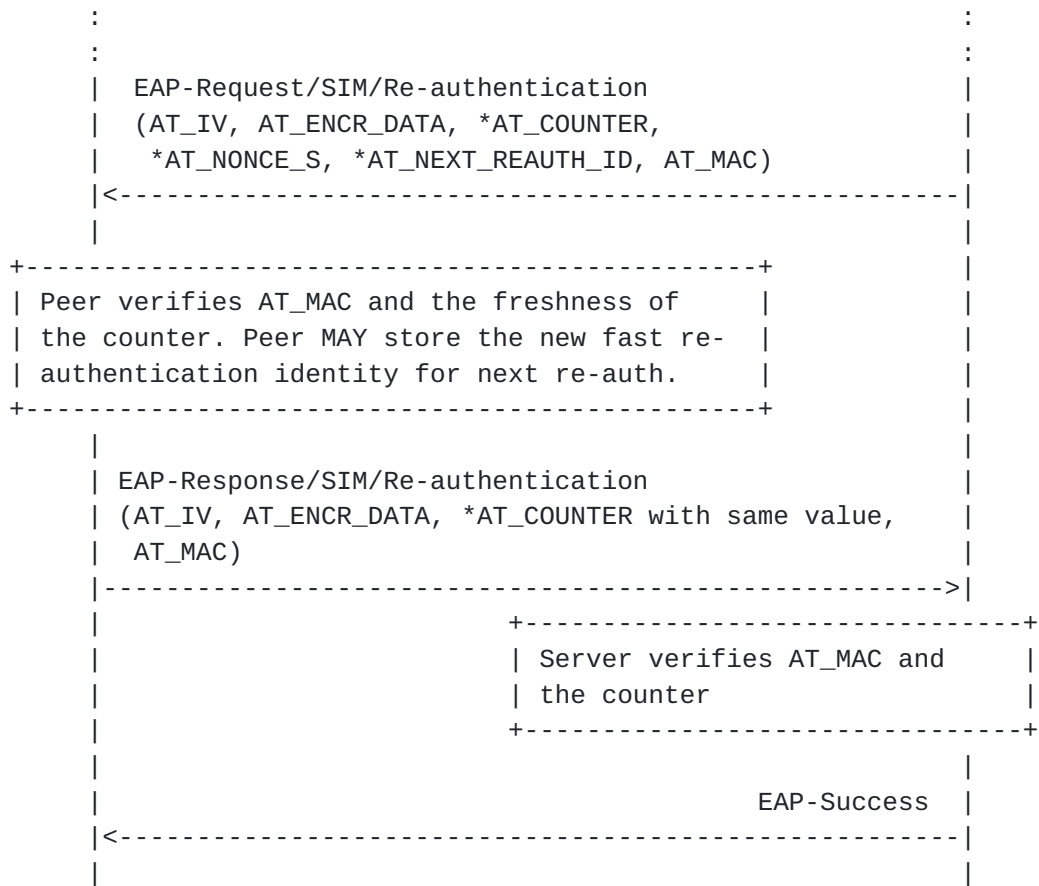 EAP-Request/SIM/Re-authentication
(AT_IV, AT_ENCR_DATA, *AT_COUNTER,
*AT_NONCE_S, *AT_NEXT_REAUTH_ID, AT_MAC)
Peer verifies AT_MAC and the freshness of
the counter. Peer MAY store the new fast re-
authentication identity for next re-auth.
EAP-Response/SIM/Re-authentication
(AT_IV, AT_ENCR_DATA, *AT_COUNTER with same value,
AT_MAC)
Server verifies AT_MAC and
the counter
EAP-Success